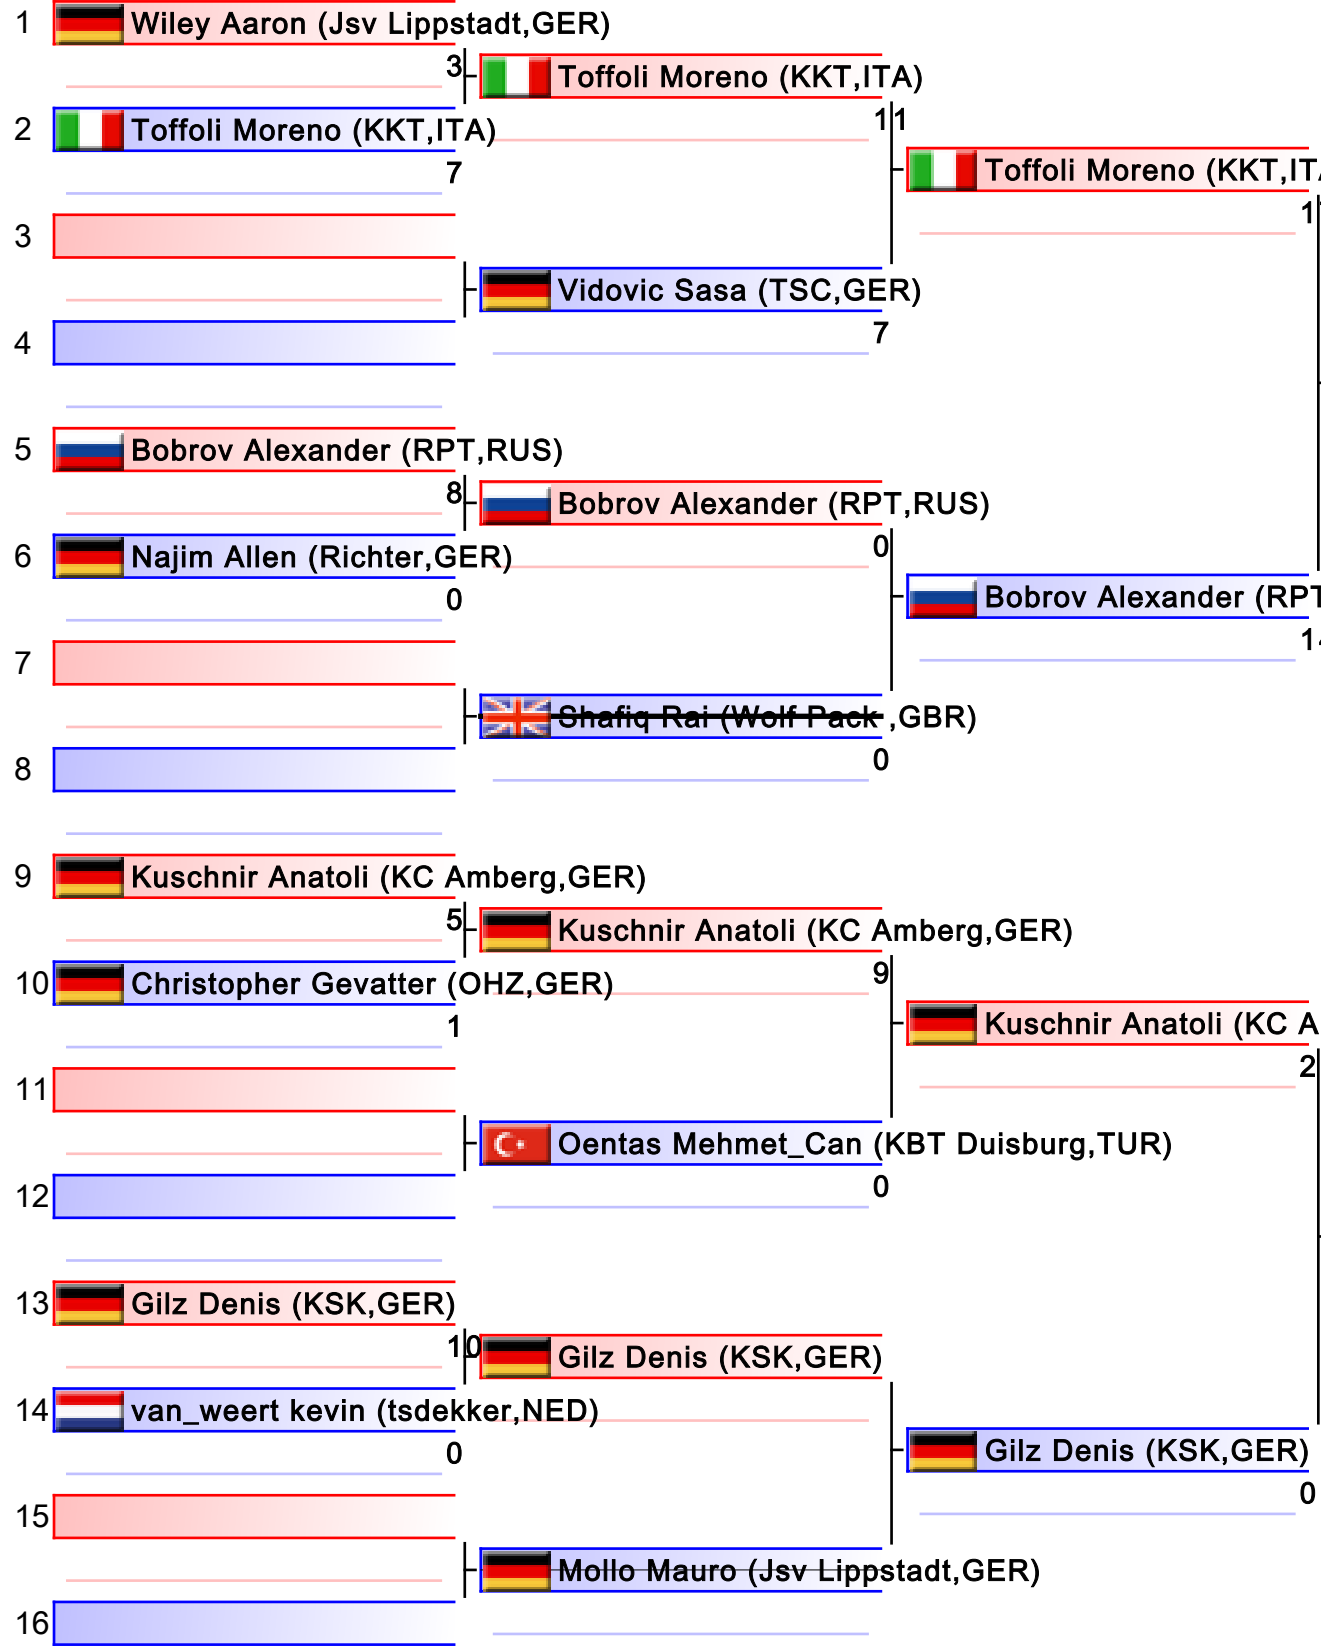 1 Wiley Aaron (Jsv Lippstadt,GER)
3 Toffoli Moreno (KKT,ITA)
11
2 Toffoli Moreno (KKT,ITA)
7
Toffoli Moreno (KKT,ITA
1
3
Vidovic Sasa (TSC,GER)
7
4
5 Bobrov Alexander (RPT,RUS)
8 Bobrov Alexander (RPT,RUS)
0
6 Najim Allen (Richter,GER)
0
Bobrov Alexander (RPT
14
7
Shafiq Rai (Wolf Pack ,GBR)
0
8
9 Kuschnir Anatoli (KC Amberg,GER)
5 Kuschnir Anatoli (KC Amberg,GER)
9
10 Christopher Gevatter (OHZ,GER)
1
Kuschnir Anatoli (KC A
2
11
Oentas Mehmet_Can (KBT Duisburg,TUR)
0
12
13 Gilz Denis (KSK,GER)
10 Gilz Denis (KSK,GER)
14 van_weert kevin (tsdekker,NED)
0
Gilz Denis (KSK,GER)
0
15
Mollo Mauro (Jsv Lippstadt,GER)
16